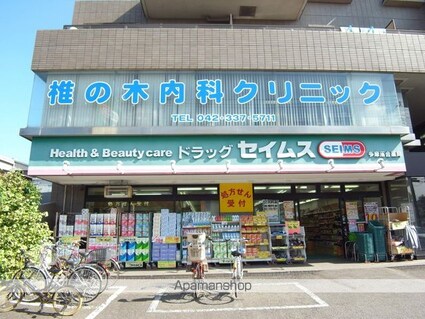 椎の木内科クリニック
TEL 042-337-5711
Health & Beauty care ドラッグ セイムス SEIMS
処方せん
受付
Apamanshop